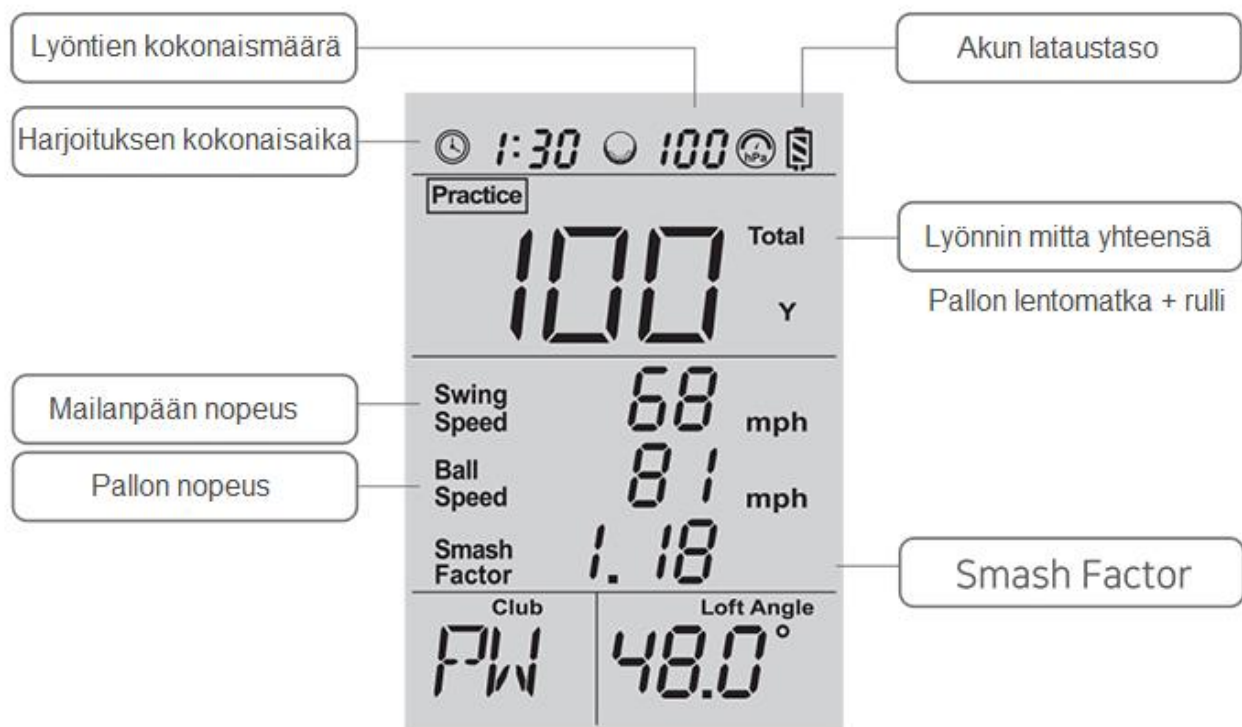 Lyöntien kokonaismäärä
Akun lataustaso
Harjoituksen kokonaisaika
1:30 100 hPa
Practice
100 Total
Y
Lyönnin mitta yhteensä
Pallon lentomatka + rulli
Mailanpään nopeus
Swing
Speed 68 mph
Pallon nopeus
Ball
Speed 81 mph
Smash
Factor 1.18
Smash Factor
Club Loft Angle
PW 48.0°